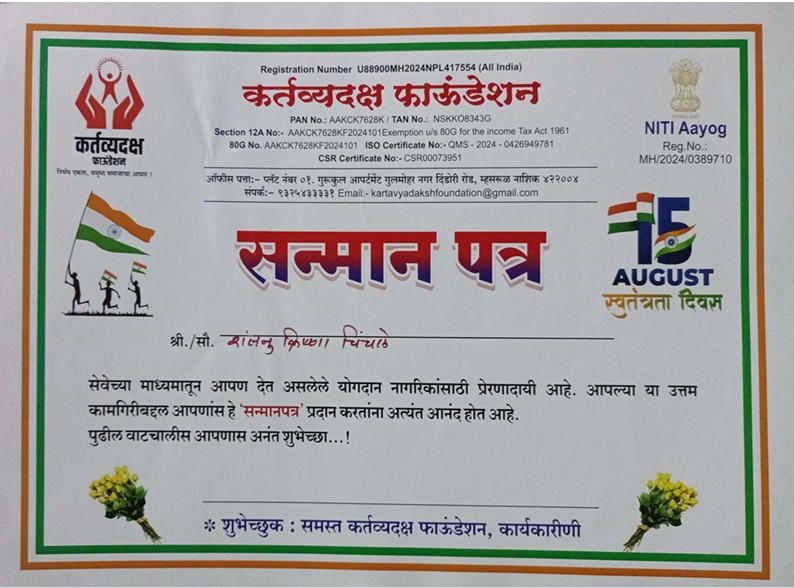 Registration Number U88900MH2024NPL417554 (All India)
कर्तव्यदक्ष फाऊंडेशन
PAN No.: AAKCK7628K / TAN No.: NSKKO8343G
Section 12A No:- AAKCK7628KF2024101Exemption u/s 80G for the income Tax Act 1961
80G No. AAKCK7628KF2024101 ISO Certificate No:- QMS - 2024 - 0426949781
CSR Certificate No:- CSR00073951
कर्तव्यदक्ष
फाऊंडेशन
निर्भय एकता, समृध्द समाजाचा आधार !
NITI Aayog
Reg.No.:
MH/2024/0389710
ऑफीस पत्ता:– प्लॅट नंबर ०१, गुरूकुल आपर्टमेंट गुलमोहर नगर दिंडोरी रोड, म्हसरूळ नाशिक ४२२००४
संपर्क:– ९३२५४३३३३१ Email:- kartavyadakshfoundation@gmail.com
सन्मान पत्र
15
AUGUST
स्वतंत्रता दिवस
श्री./सौ. क्रिष्णा चिंचाळे
सेवेच्या माध्यमातून आपण देत असलेले योगदान नागरिकांसाठी प्रेरणादायी आहे. आपल्या या उत्तम
कामगिरीबद्दल आपणांस हे ‘सन्मानपत्र’ प्रदान करतांना अत्यंत आनंद होत आहे.
पुढील वाटचालीस आपणास अनंत शुभेच्छा...!
* शुभेच्छुक : समस्त कर्तव्यदक्ष फाऊंडेशन, कार्यकारीणी